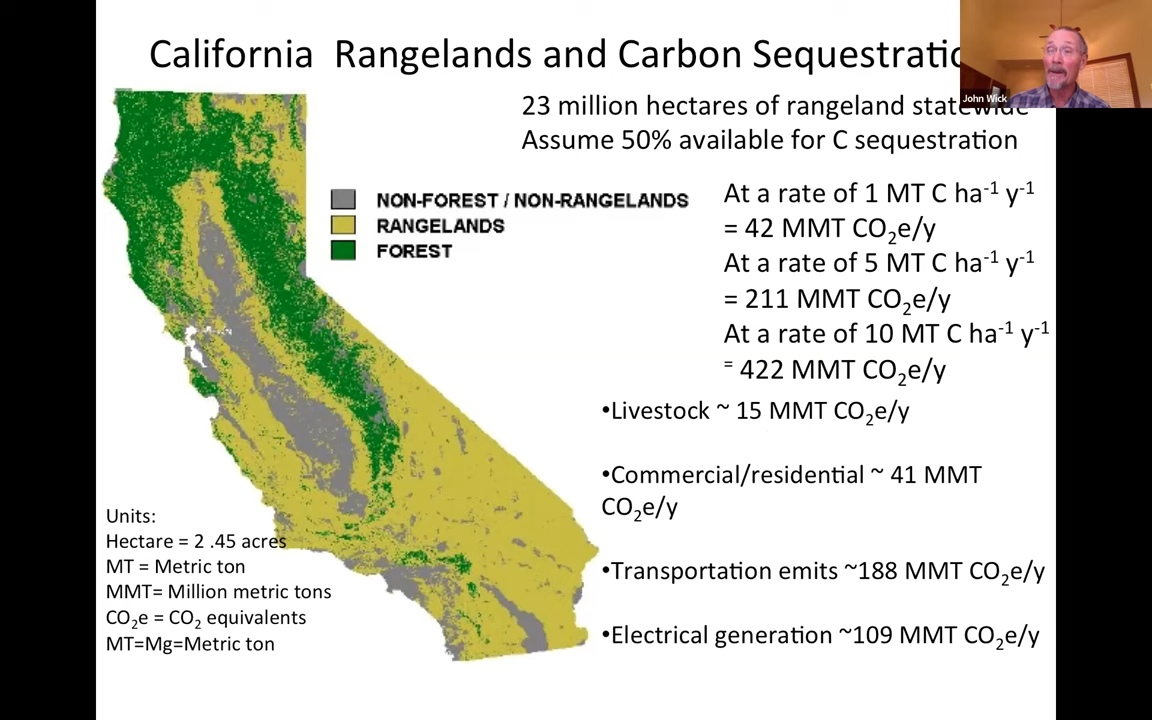 California Rangelands and Carbon Sequestratio
John Wick
23 million hectares of rangeland statewide
Assume 50% available for C sequestration
NON-FOREST / NON-RANGELANDS
RANGELANDS
FOREST
At a rate of 1 MT C ha⁻¹ y⁻¹
= 42 MMT CO₂e/y
At a rate of 5 MT C ha⁻¹ y⁻¹
= 211 MMT CO₂e/y
At a rate of 10 MT C ha⁻¹ y⁻¹
= 422 MMT CO₂e/y
•Livestock ~ 15 MMT CO₂e/y
•Commercial/residential ~ 41 MMT
CO₂e/y
•Transportation emits ~188 MMT CO₂e/y
•Electrical generation ~109 MMT CO₂e/y
Units:
Hectare = 2 .45 acres
MT = Metric ton
MMT= Million metric tons
CO₂e = CO₂ equivalents
MT=Mg=Metric ton